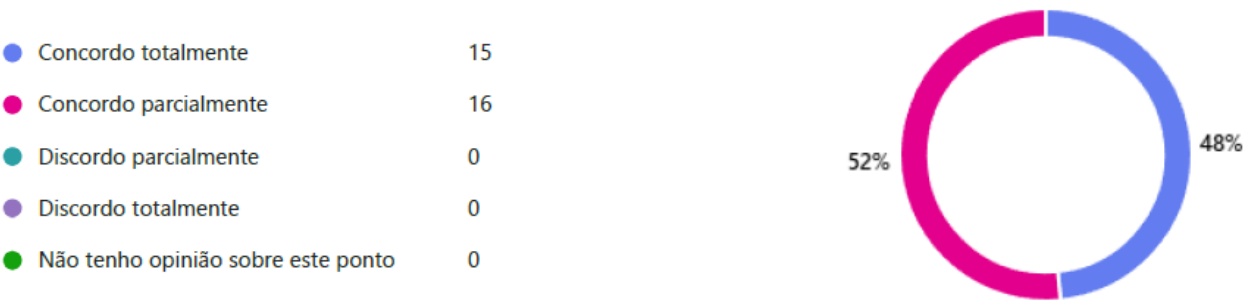 Concordo totalmente 15
Concordo parcialmente 16
Discordo parcialmente 0
Discordo totalmente 0
Não tenho opinião sobre este ponto 0
52%
48%